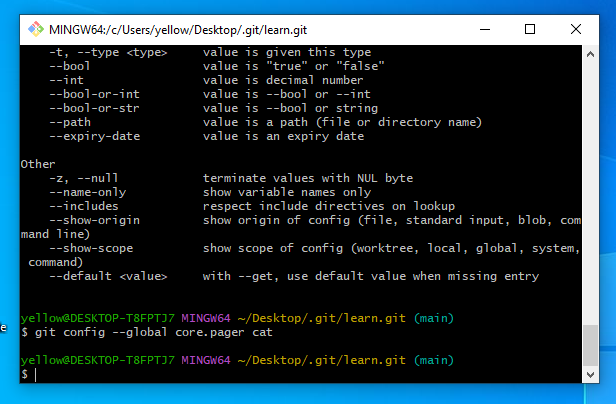 MINGW64:/c/Users/yellow/Desktop/.git/learn.git
-t, --type <type> value is given this type
--bool value is "true" or "false"
--int value is decimal number
--bool-or-int value is --bool or --int
--bool-or-str value is --bool or string
--path value is a path (file or directory name)
--expiry-date value is an expiry date
Other
-z, --null terminate values with NUL byte
--name-only show variable names only
--includes respect include directives on lookup
--show-origin show origin of config (file, standard input, blob, com
mand line)
--show-scope show scope of config (worktree, local, global, system,
command)
--default <value> with --get, use default value when missing entry
yellow@DESKTOP-T8FPTJ7 MINGW64 ~/Desktop/.git/learn.git (main)
$ git config --global core.pager cat
yellow@DESKTOP-T8FPTJ7 MINGW64 ~/Desktop/.git/learn.git (main)
$
e